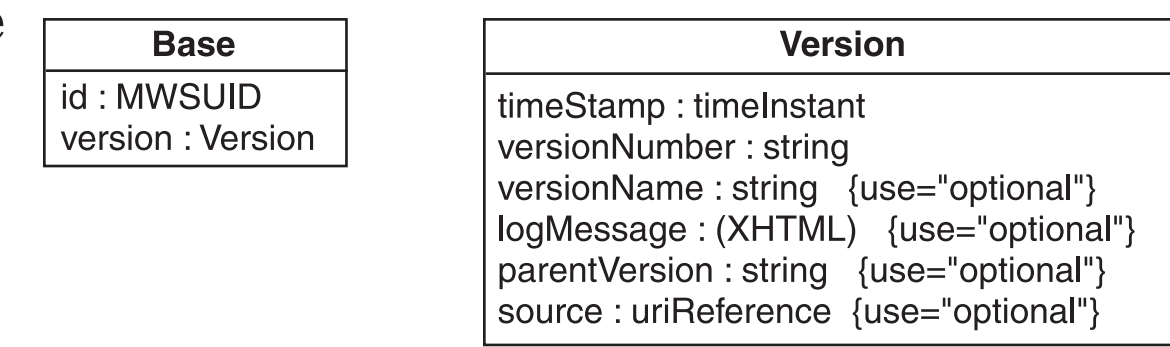 e
Base
id : MWSUID
version : Version
Version
timeStamp : timeInstant
versionNumber : string
versionName : string {use="optional"}
logMessage : (XHTML) {use="optional"}
parentVersion : string {use="optional"}
source : uriReference {use="optional"}